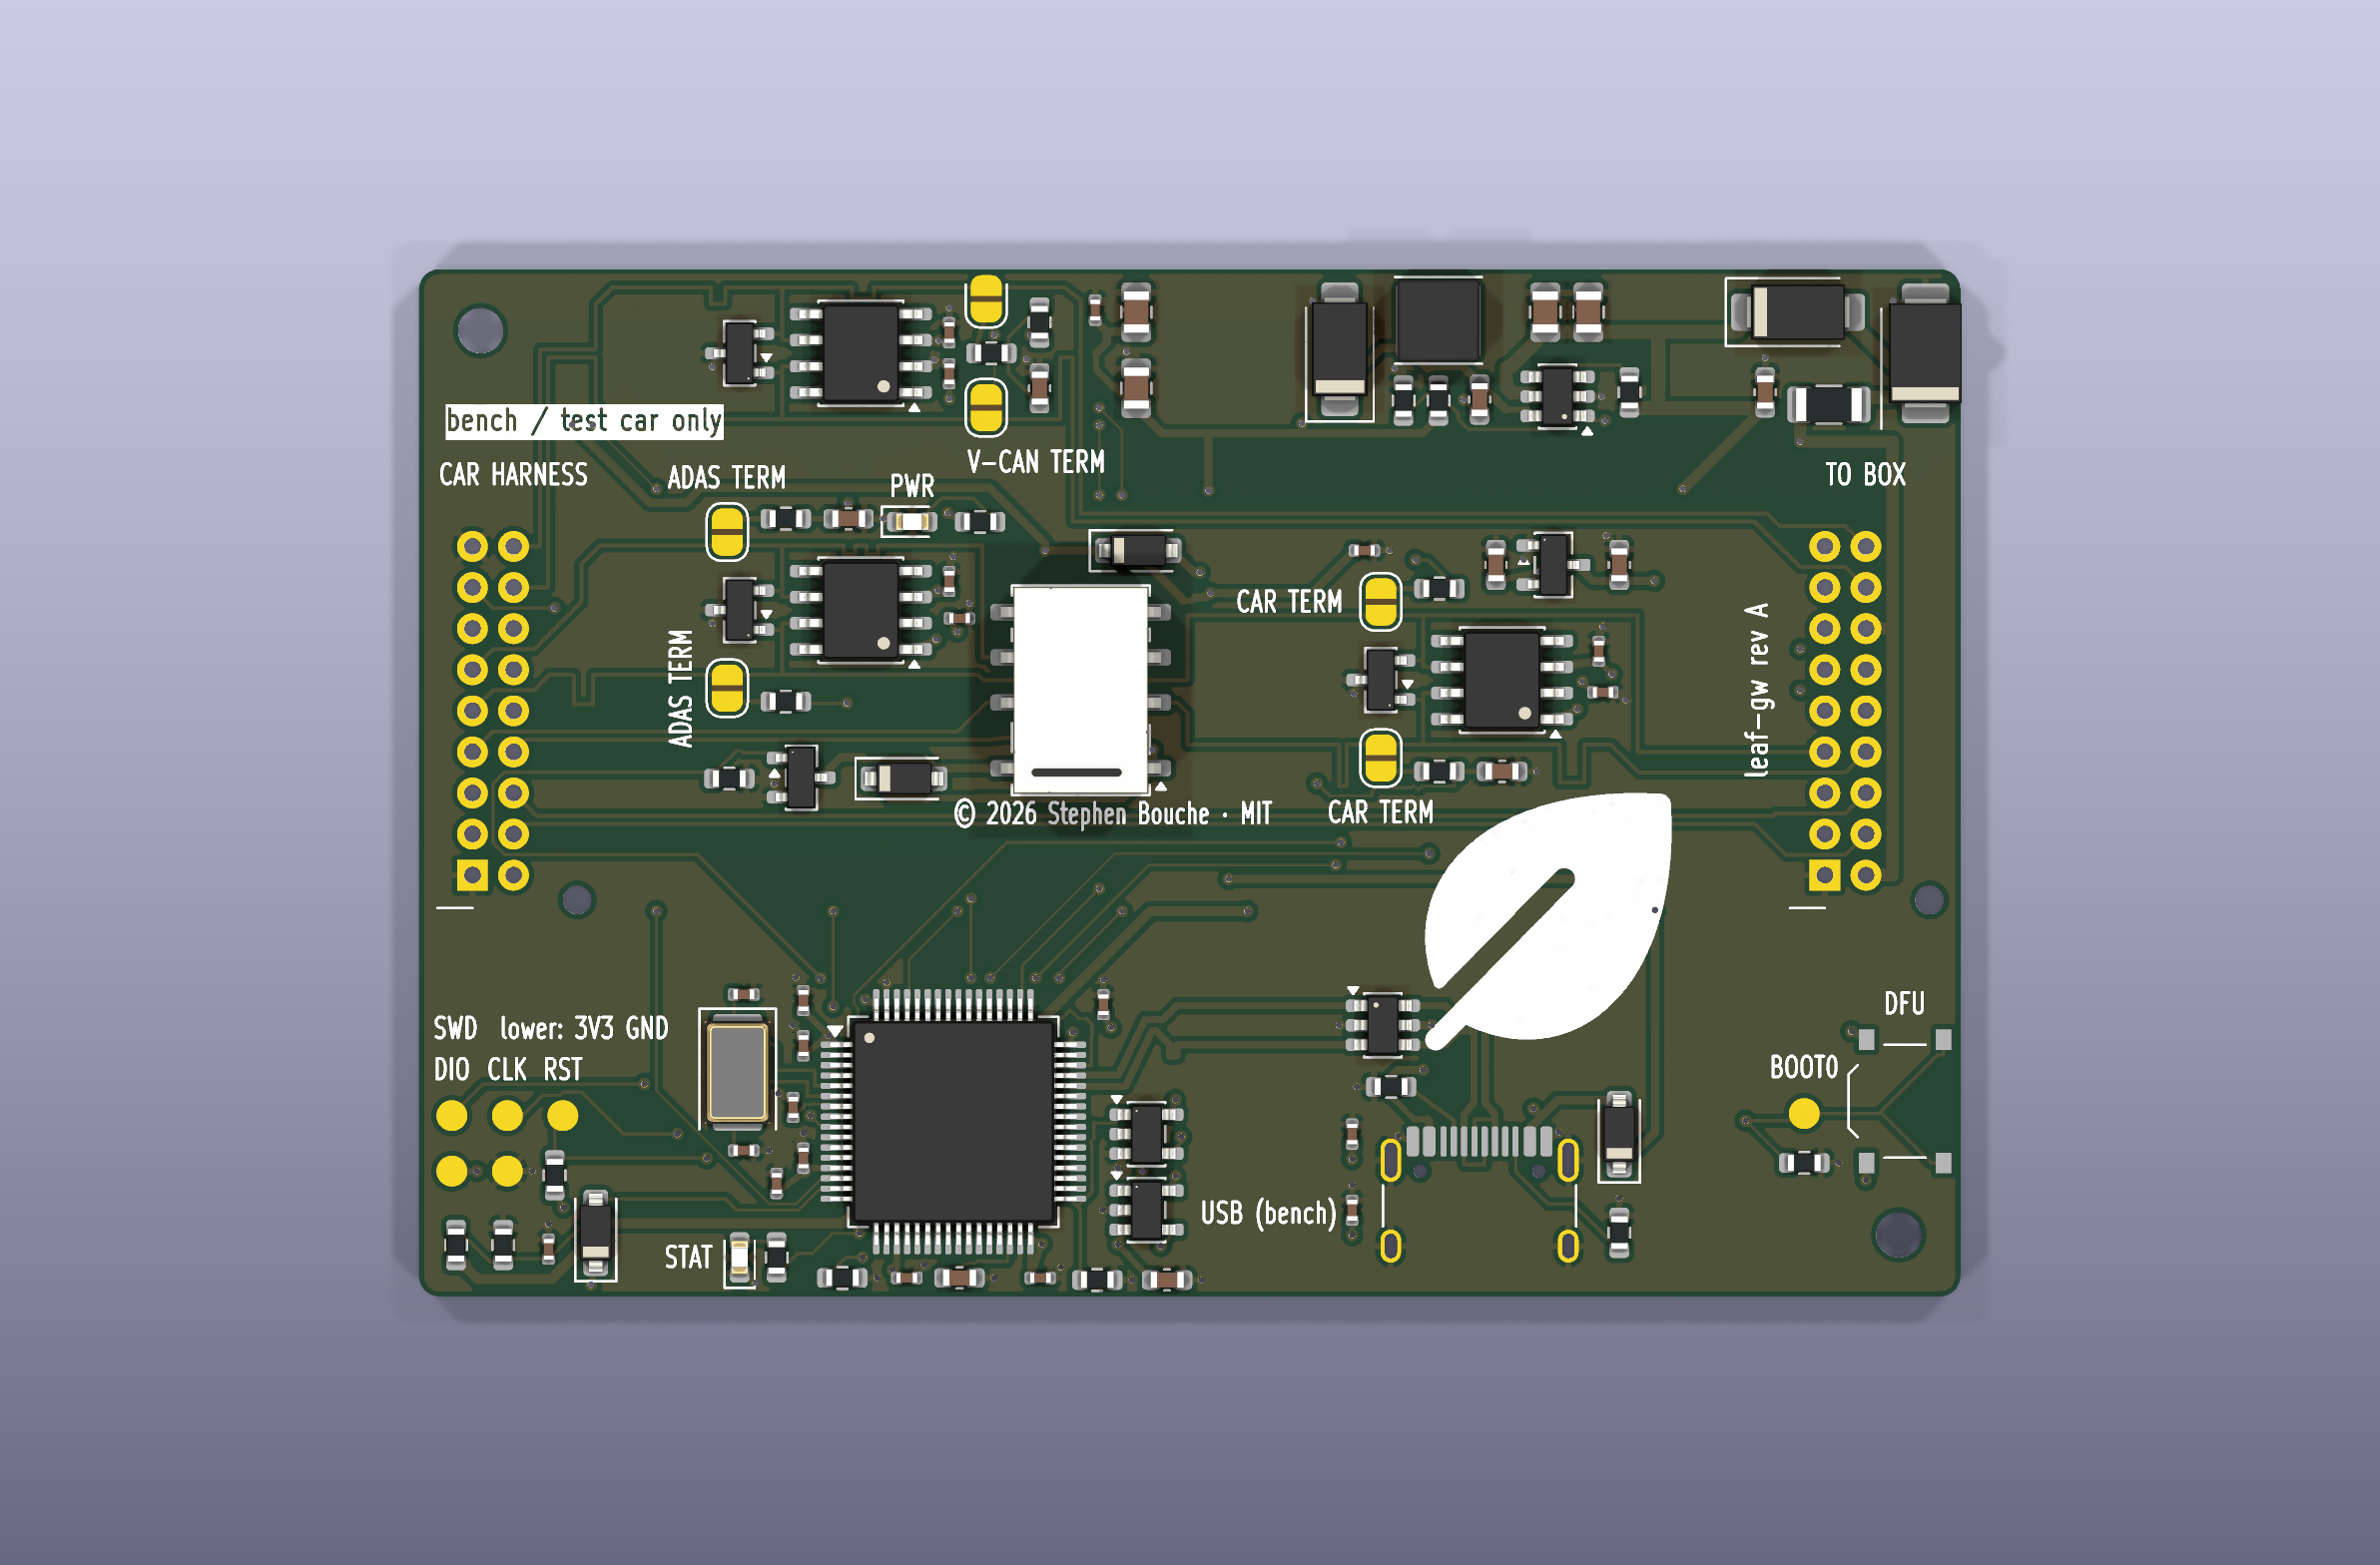 bench / test car only
CAR HARNESS
ADAS TERM
V-CAN TERM
PWR
TO BOX
CAR TERM
leaf-gw rev A
ADAS TERM
© 2026 Stephen Bouche · MIT
CAR TERM
SWD lower: 3V3 GND
DIO CLK RST
DFU
BOOT0
USB (bench)
STAT